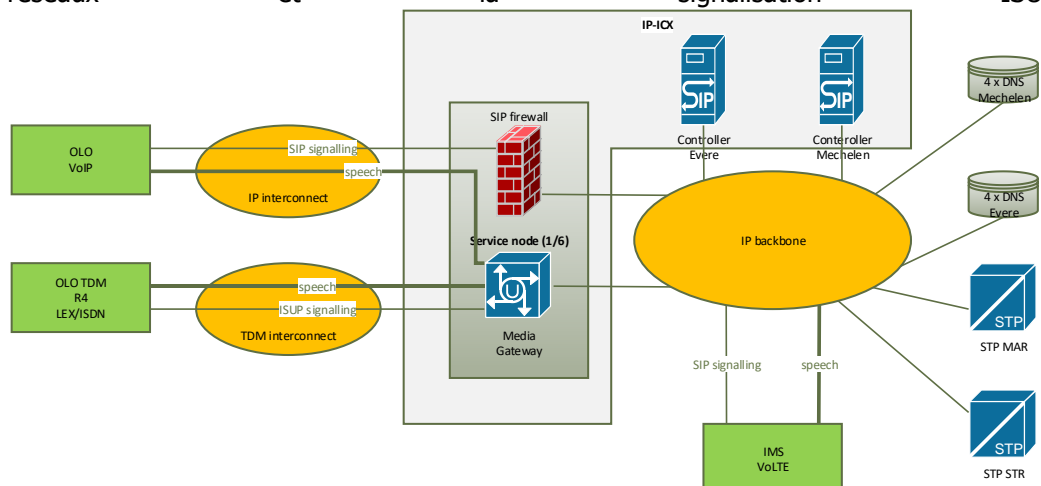 réseaux et la signalisation
IP-ICX
4 x DNS
Mechelen
SIP firewall
SIP
SIP
OLO
VoIP
SIP signalling
speech
IP interconnect
Controller
Evere
Conteroller
Mechelen
4 x DNS
Evere
Service node (1/6)
IP backbone
OLO TDM
R4
LEX/ISDN
speech
ISUP signalling
TDM interconnect
U
Media
Gateway
STP
STP MAR
SIP signalling
speech
IMS
VoLTE
STP
STP STR